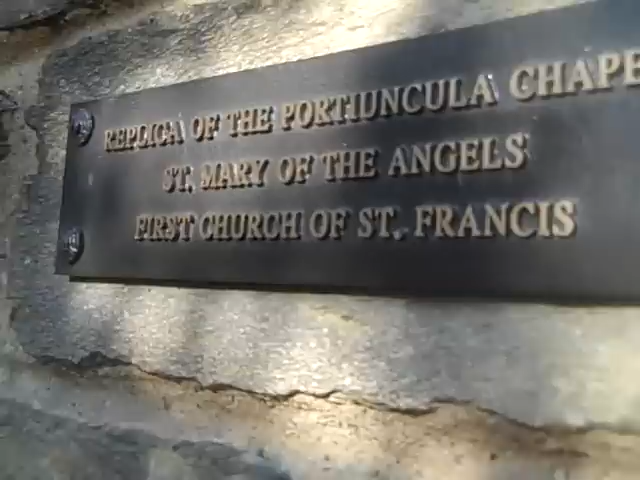 REPLICA OF THE PORTIUNCULA CHAPE
ST. MARY OF THE ANGELS
FIRST CHURCH OF ST. FRANCIS